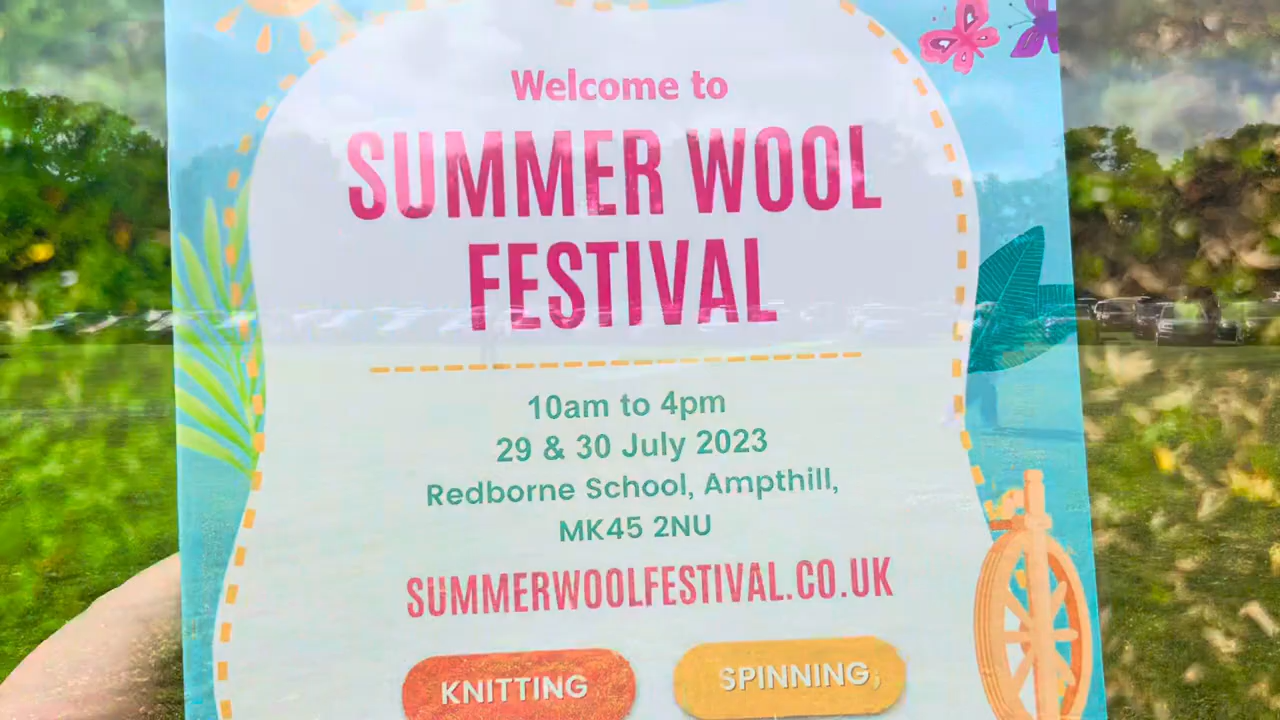 Welcome to
SUMMER WOOL
FESTIVAL
10am to 4pm
29 & 30 July 2023
Redborne School, Ampthill,
MK45 2NU
SUMMERWOOLFESTIVAL.CO.UK
KNITTING
SPINNING